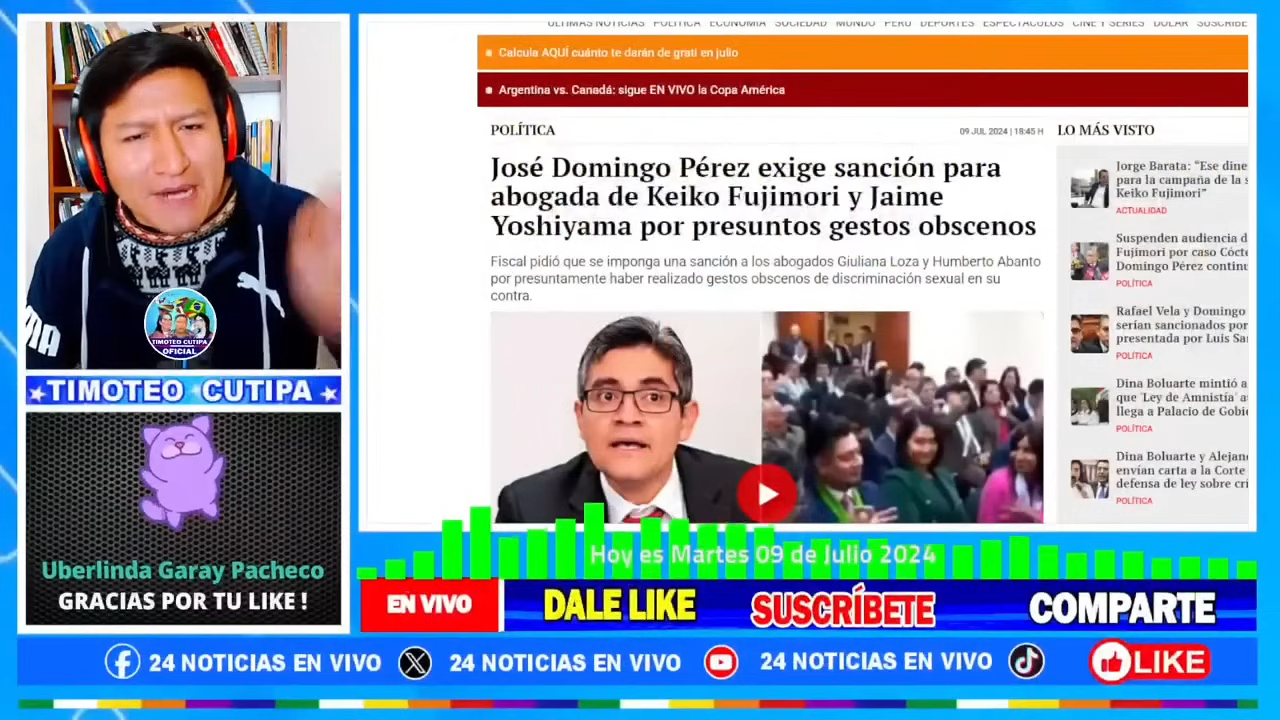 ÚLTIMAS NOTICIAS POLÍTICA ECONOMÍA SOCIEDAD MUNDO PERÚ DEPORTES ESPECTÁCULOS CINE Y SERIES DÓLAR SUSCRIBE
Calcula AQUÍ cuánto te darán de grati en julio
Argentina vs. Canadá: sigue EN VIVO la Copa América
POLÍTICA
09 JUL 2024 | 18:45 H
José Domingo Pérez exige sanción para
abogada de Keiko Fujimori y Jaime
Yoshiyama por presuntos gestos obscenos
Fiscal pidió que se imponga una sanción a los abogados Giuliana Loza y Humberto Abanto
por presuntamente haber realizado gestos obscenos de discriminación sexual en su
contra.
LO MÁS VISTO
Jorge Barata: “Ese dine
para la campaña de la s
Keiko Fujimori”
ACTUALIDAD
Suspenden audiencia d
Fujimori por caso Cócte
Domingo Pérez continu
POLÍTICA
Rafael Vela y Domingo
serían sancionados por
presentada por Luis Sa
POLÍTICA
Dina Boluarte mintió a
que 'Ley de Amnistía' a
llega a Palacio de Gobie
POLÍTICA
Dina Boluarte y Alejan
envían carta a la Corte
defensa de ley sobre cri
POLÍTICA
TIMOTEO CUTIPA
OFICIAL
TIMOTEO CUTIPA
Uberlinda Garay Pacheco
GRACIAS POR TU LIKE !
Hoy es Martes 09 de Julio 2024
EN VIVO
DALE LIKE
SUSCRÍBETE
COMPARTE
24 NOTICIAS EN VIVO
24 NOTICIAS EN VIVO
24 NOTICIAS EN VIVO
LIKE